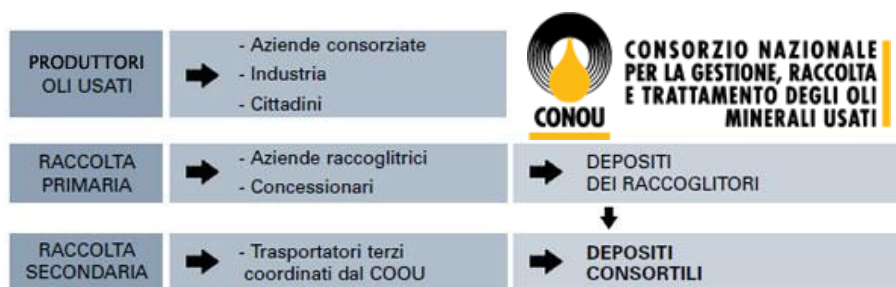 PRODUTTORI
OLI USATI
- Aziende consorziate
- Industria
- Cittadini
CONOU
CONSORZIO NAZIONALE
PER LA GESTIONE, RACCOLTA
E TRATTAMENTO DEGLI OLI
MINERALI USATI
RACCOLTA
PRIMARIA
- Aziende raccoglitrici
- Concessionari
DEPOSITI
DEI RACCOGLITORI
RACCOLTA
SECONDARIA
- Trasportatori terzi
coordinati dal COOU
DEPOSITI
CONSORTILI